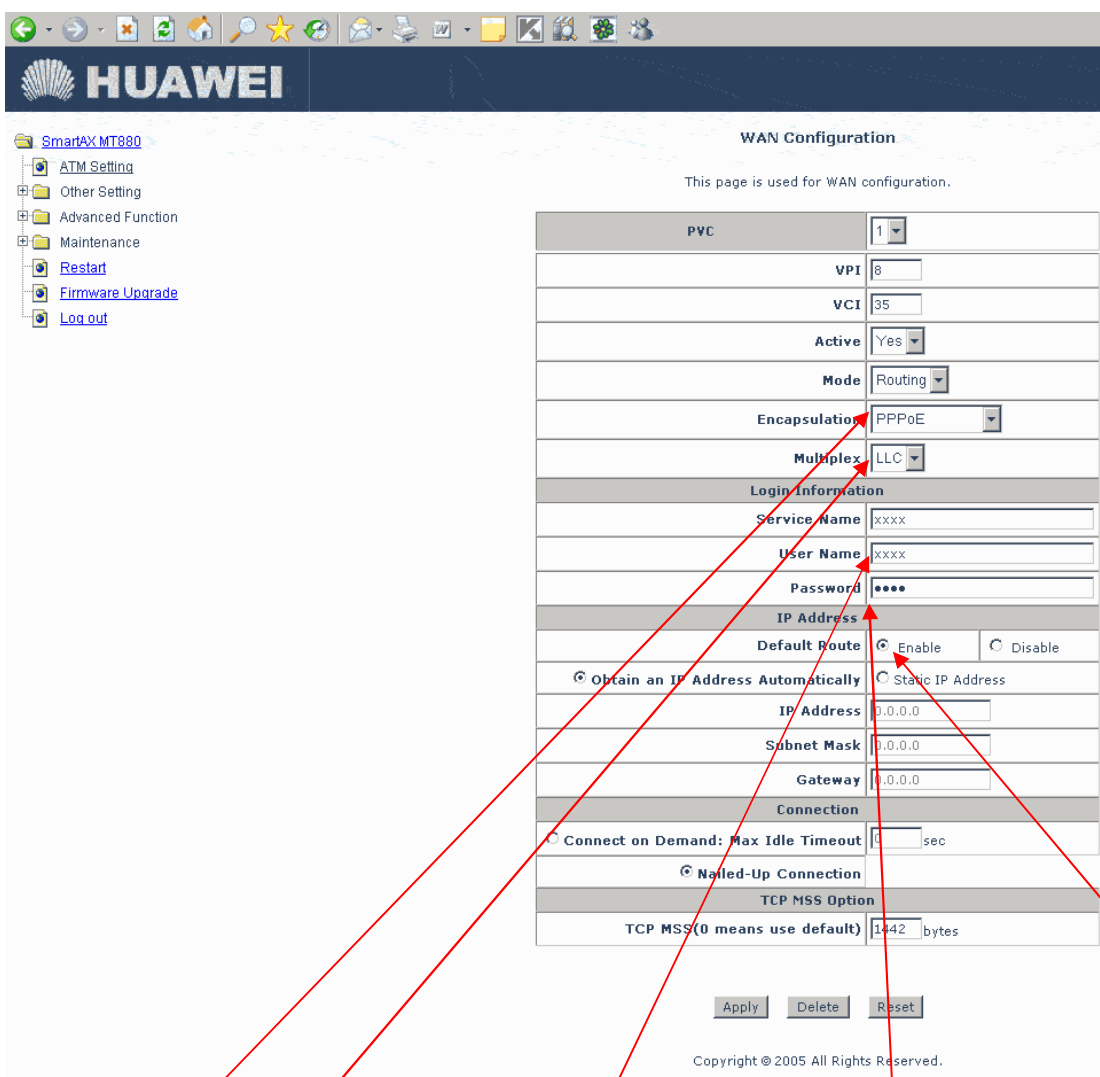 HUAWEI
SmartAX MT880
ATM Setting
Other Setting
Advanced Function
Maintenance
Restart
Firmware Upgrade
Log out
WAN Configuration
This page is used for WAN configuration.
PVC 1
VPI 8
VCI 35
Active Yes
Mode Routing
Encapsulation PPPoE
Multiplex LLC
Login Information
Service Name xxxx
User Name xxxx
Password ••••
IP Address
Default Route Enable Disable
Obtain an IP Address Automatically Static IP Address
IP Address 0.0.0.0
Subnet Mask 0.0.0.0
Gateway 0.0.0.0
Connection
Connect on Demand: Max Idle Timeout 0 sec
Nailed-Up Connection
TCP MSS Option
TCP MSS(0 means use default) 1442 bytes
Apply Delete Reset
Copyright © 2005 All Rights Reserved.